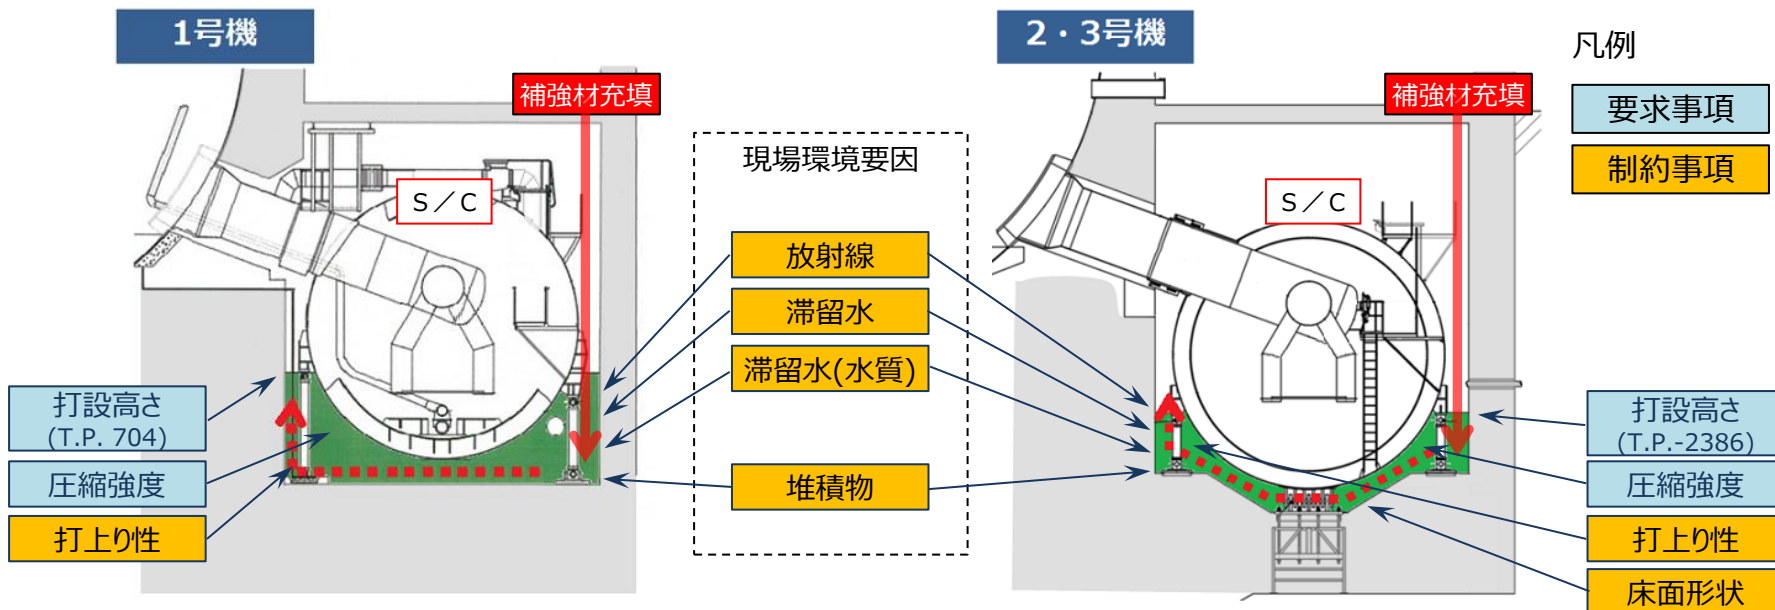 1号機
補強材充填
S／C
打設高さ
(T.P. 704)
圧縮強度
打上り性
現場環境要因
放射線
滞留水
滞留水(水質)
堆積物
2・3号機
補強材充填
S／C
打設高さ
(T.P.-2386)
圧縮強度
打上り性
床面形状
凡例
要求事項
制約事項